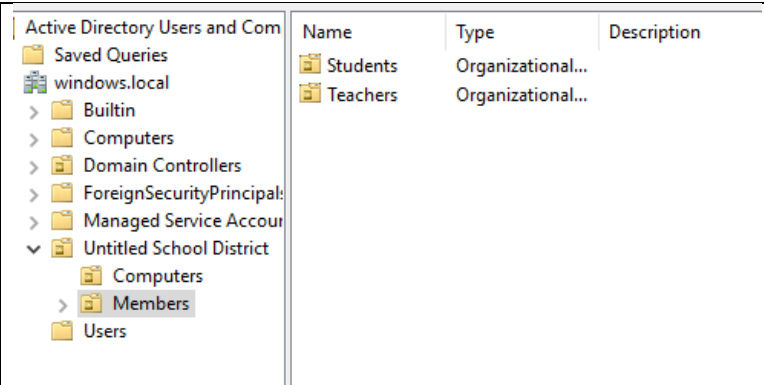 Active Directory Users and Com
Saved Queries
windows.local
Builtin
Computers
Domain Controllers
ForeignSecurityPrincipals
Managed Service Accour
Untitled School District
Computers
Members
Users
Name Type Description
Students Organizational...
Teachers Organizational...